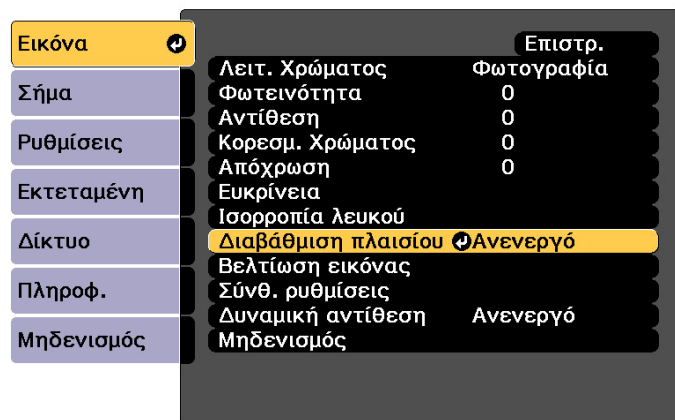 Εικόνα
Σήμα
Ρυθμίσεις
Εκτεταμένη
Δίκτυο
Πληροφ.
Μηδενισμός
Επιστρ.
Λειτ. Χρώματος Φωτογραφία
Φωτεινότητα 0
Αντίθεση 0
Κορεσμ. Χρώματος 0
Απόχρωση 0
Ευκρίνεια
Ισορροπία λευκού
Διαβάθμιση πλαισίου Ανενεργό
Βελτίωση εικόνας
Σύνθ. ρυθμίσεις
Δυναμική αντίθεση Ανενεργό
Μηδενισμός